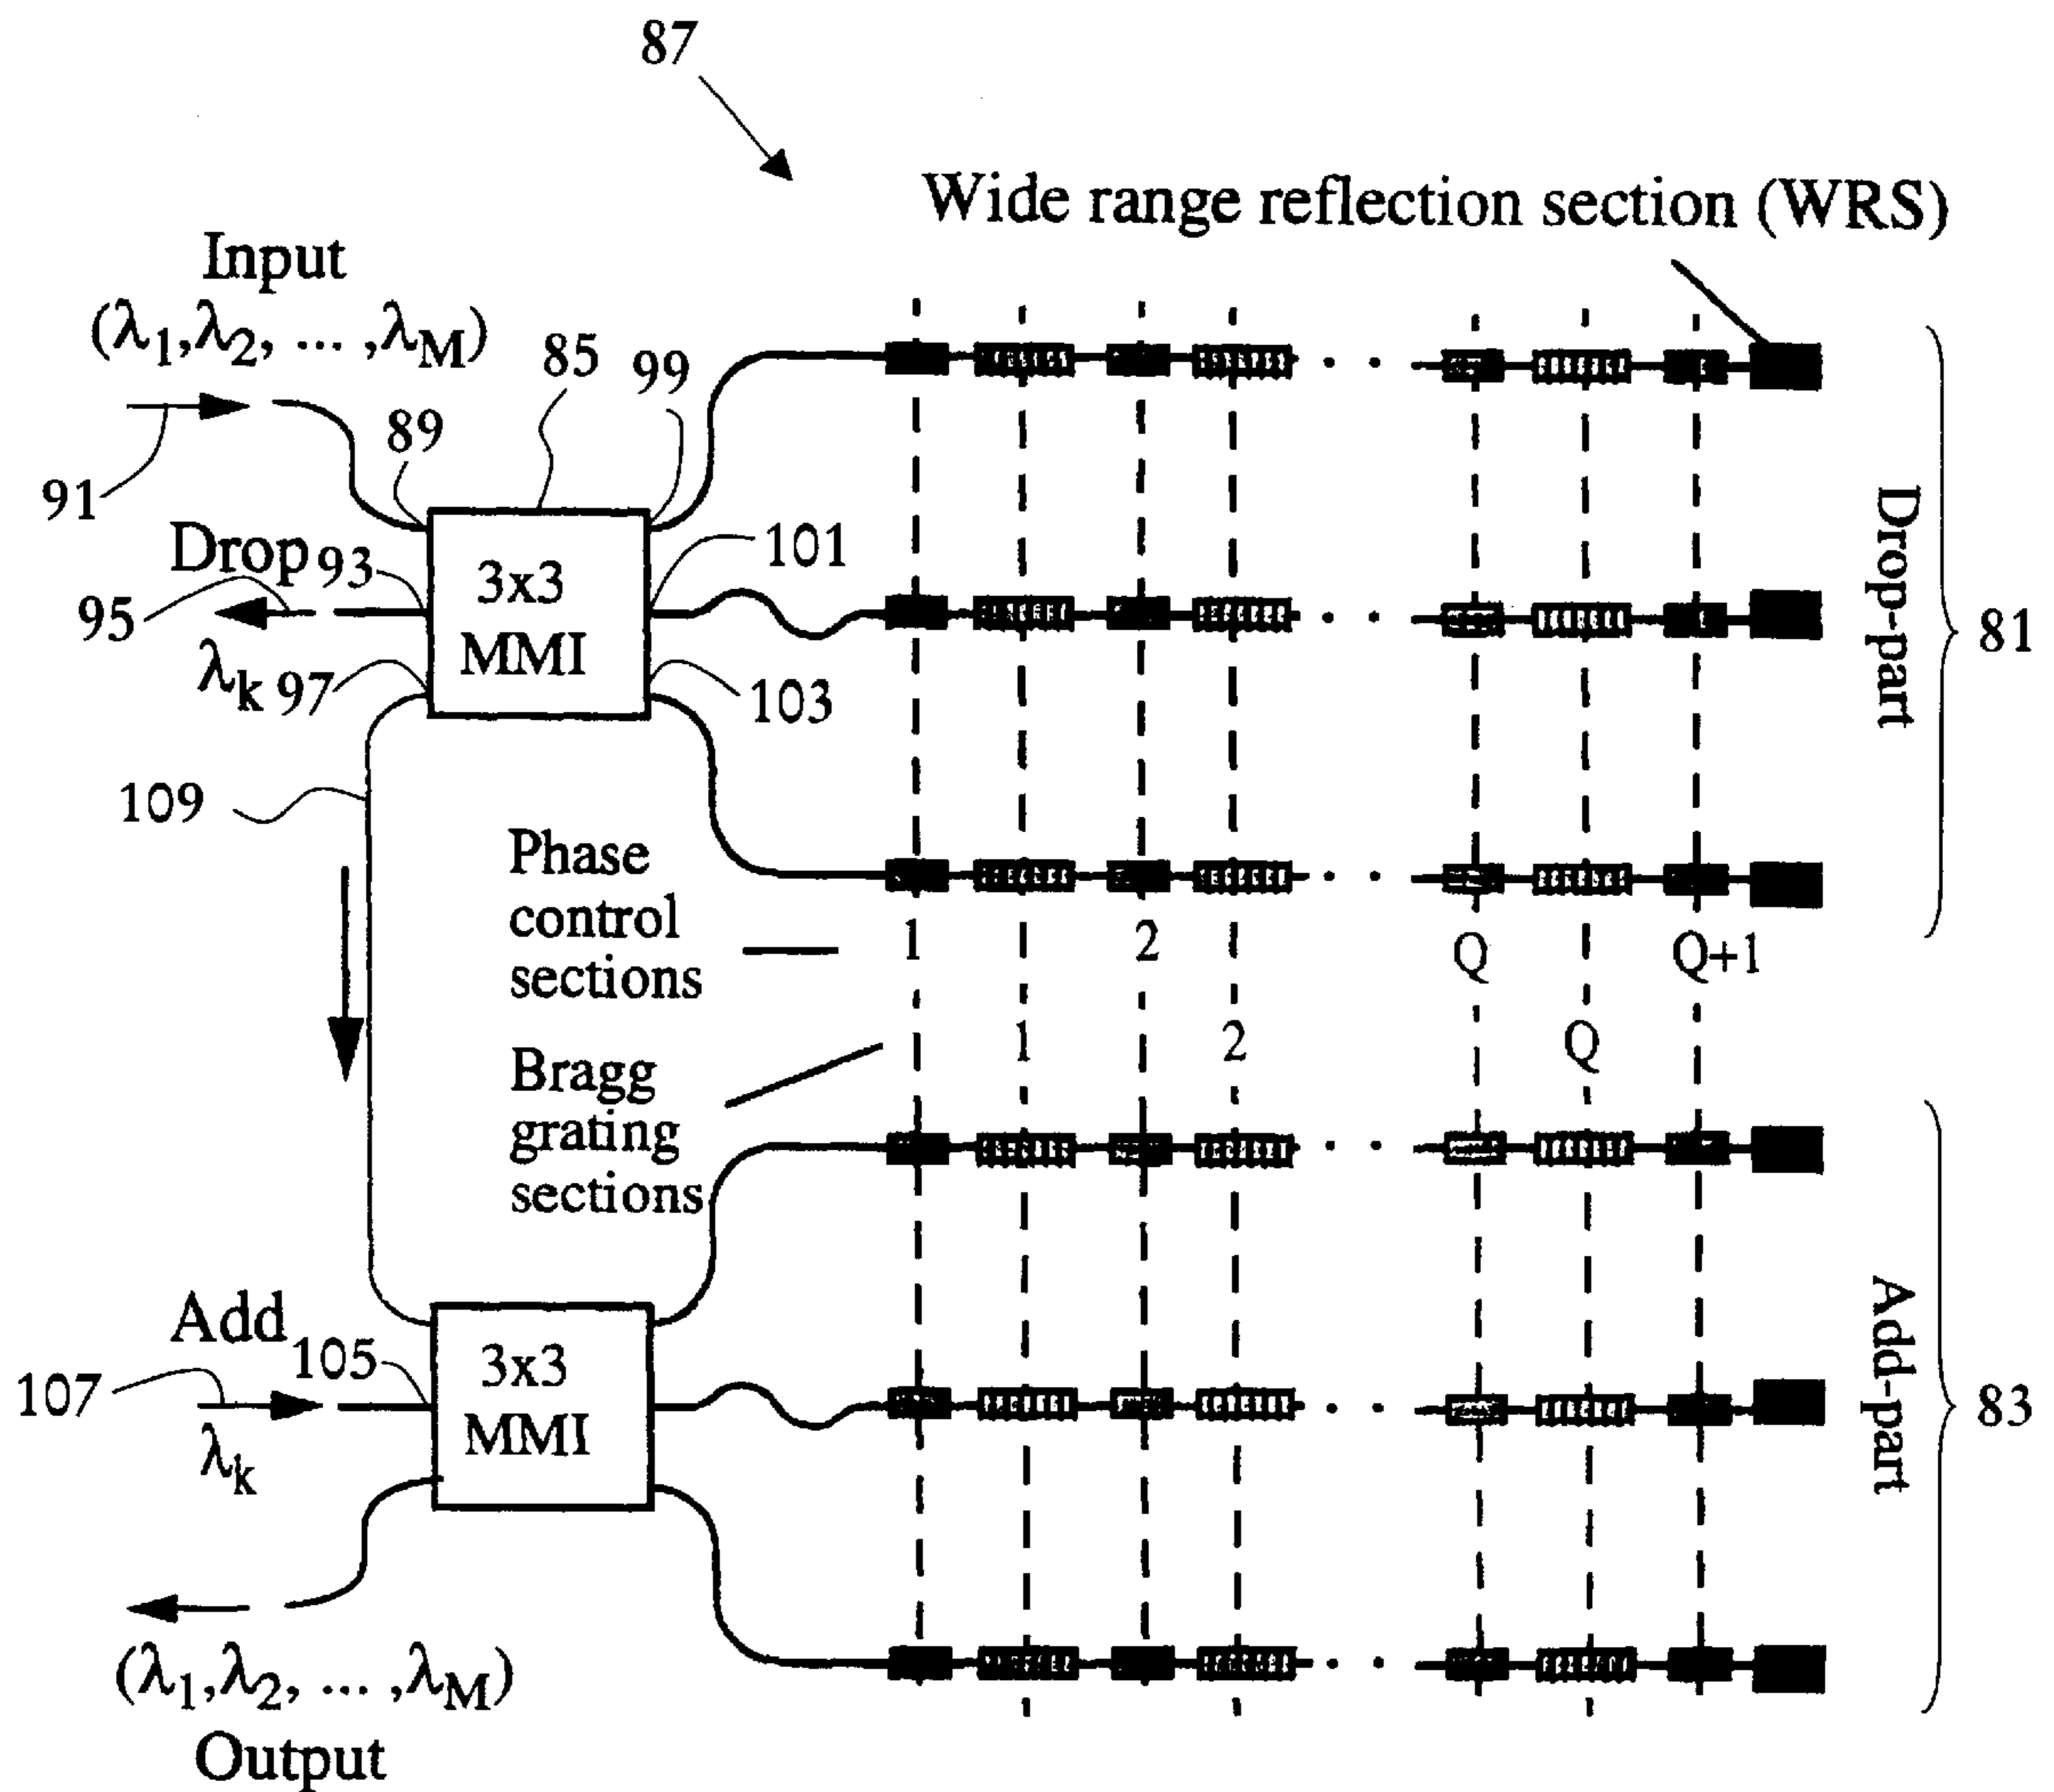 87
Wide range reflection section (WRS)
Input
(λ1,λ2, ... ,λM)
85
99
89
91
Drop
93
101
3x3
MMI
95
λk
97
103
Drop-part
81
109
Phase
control
sections
1
2
Q
Q+1
Bragg
grating
sections
1
2
Q
Add
105
107
λk
3x3
MMI
Add-part
83
(λ1,λ2, ... ,λM)
Output